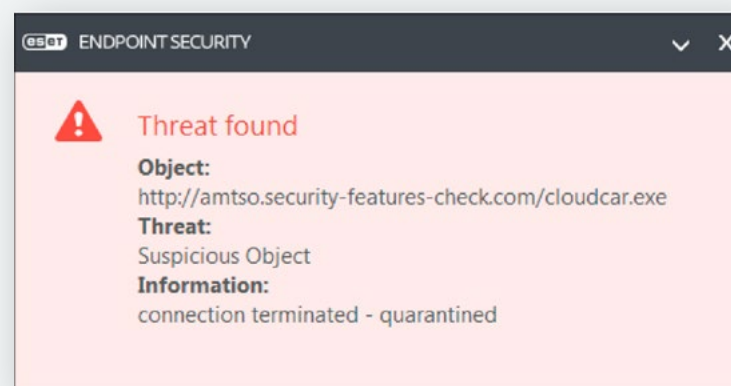 eset ENDPOINT SECURITY
Threat found
Object:
http://amtso.security-features-check.com/cloudcar.exe
Threat:
Suspicious Object
Information:
connection terminated - quarantined